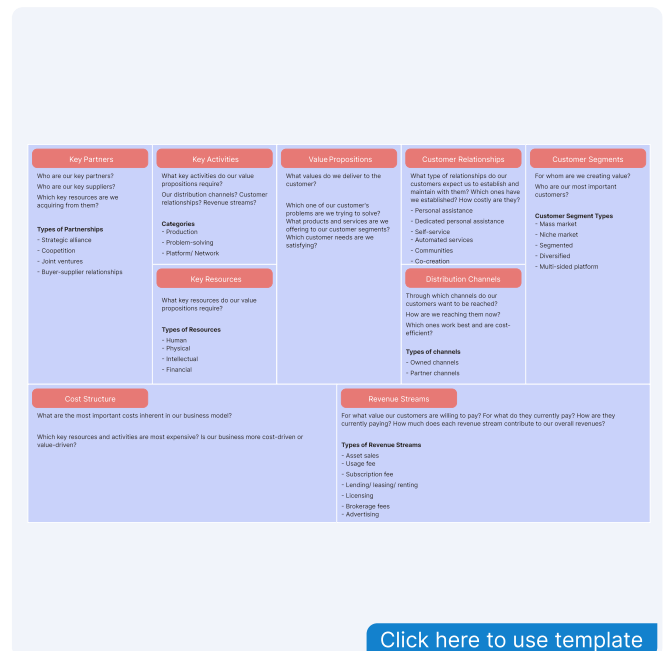 Key Partners
Who are our key partners?
Who are our key suppliers?
Which key resources are we
acquiring from them?
Types of Partnerships
- Strategic alliance
- Coopetition
- Joint ventures
- Buyer-supplier relationships
Key Activities
What key activities do our value
propositions require?
Our distribution channels? Customer
relationships? Revenue streams?
Categories
- Production
- Problem-solving
- Platform/ Network
Key Resources
What key resources do our value
propositions require?
Types of Resources
- Human
- Physical
- Intellectual
- Financial
Value Propositions
What values do we deliver to the
customer?
Which one of our customer's
problems are we trying to solve?
What products and services are we
offering to our customer segments?
Which customer needs are we
satisfying?
Customer Relationships
What type of relationships do our
customers expect us to establish and
maintain with them? Which ones have
we established? How costly are they?
- Personal assistance
- Dedicated personal assistance
- Self-service
- Automated services
- Communities
- Co-creation
Distribution Channels
Through which channels do our
customers want to be reached?
How are we reaching them now?
Which ones work best and are cost-
efficient?
Types of channels
- Owned channels
- Partner channels
Customer Segments
For whom are we creating value?
Who are our most important
customers?
Customer Segment Types
- Mass market
- Niche market
- Segmented
- Diversified
- Multi-sided platform
Cost Structure
What are the most important costs inherent in our business model?
Which key resources and activities are most expensive? Is our business more cost-driven or
value-driven?
Revenue Streams
For what value our customers are willing to pay? For what do they currently pay? How are they
currently paying? How much does each revenue stream contribute to our overall revenues?
Types of Revenue Streams
- Asset sales
- Usage fee
- Subscription fee
- Lending/ leasing/ renting
- Licensing
- Brokerage fees
- Advertising
Click here to use template